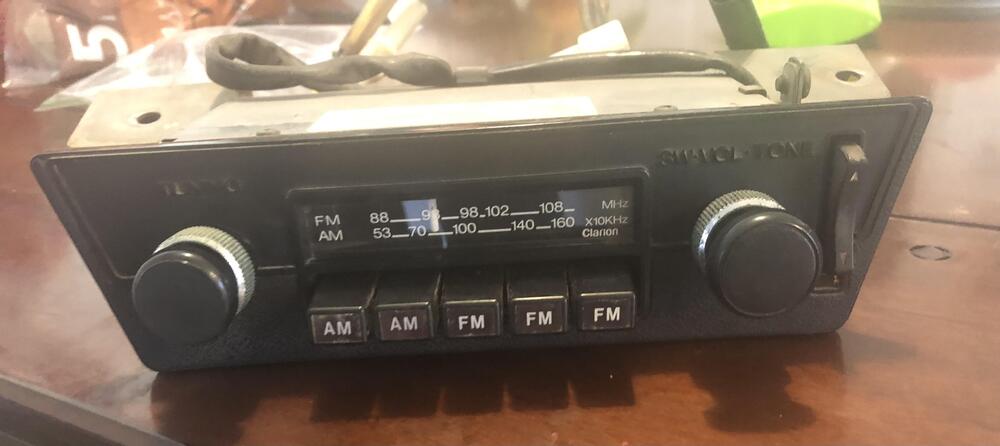 5
SW·VOL·TONE
FM 88 98 102 108 MHz
AM 53 70 100 140 160 X10KHz
Clarion
AM AM FM FM FM